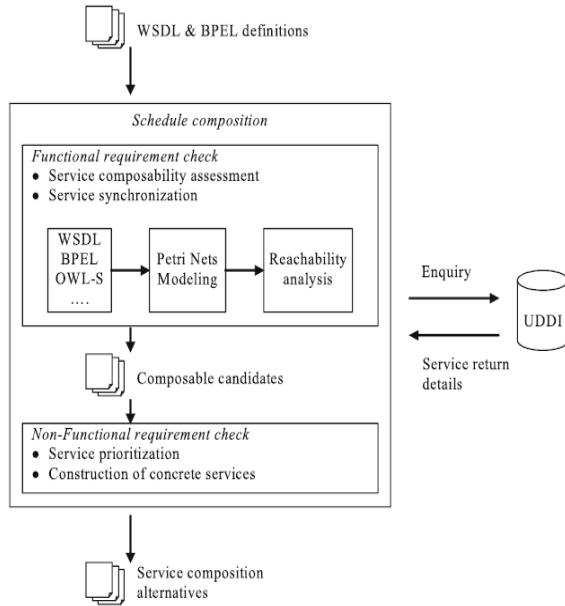 WSDL & BPEL definitions
Schedule composition
Functional requirement check
● Service composability assessment
● Service synchronization
WSDL
BPEL
OWL-S
....
Petri Nets
Modeling
Reachability
analysis
Enquiry
UDDI
Service return
details
Composable candidates
Non-Functional requirement check
● Service prioritization
● Construction of concrete services
Service composition
alternatives